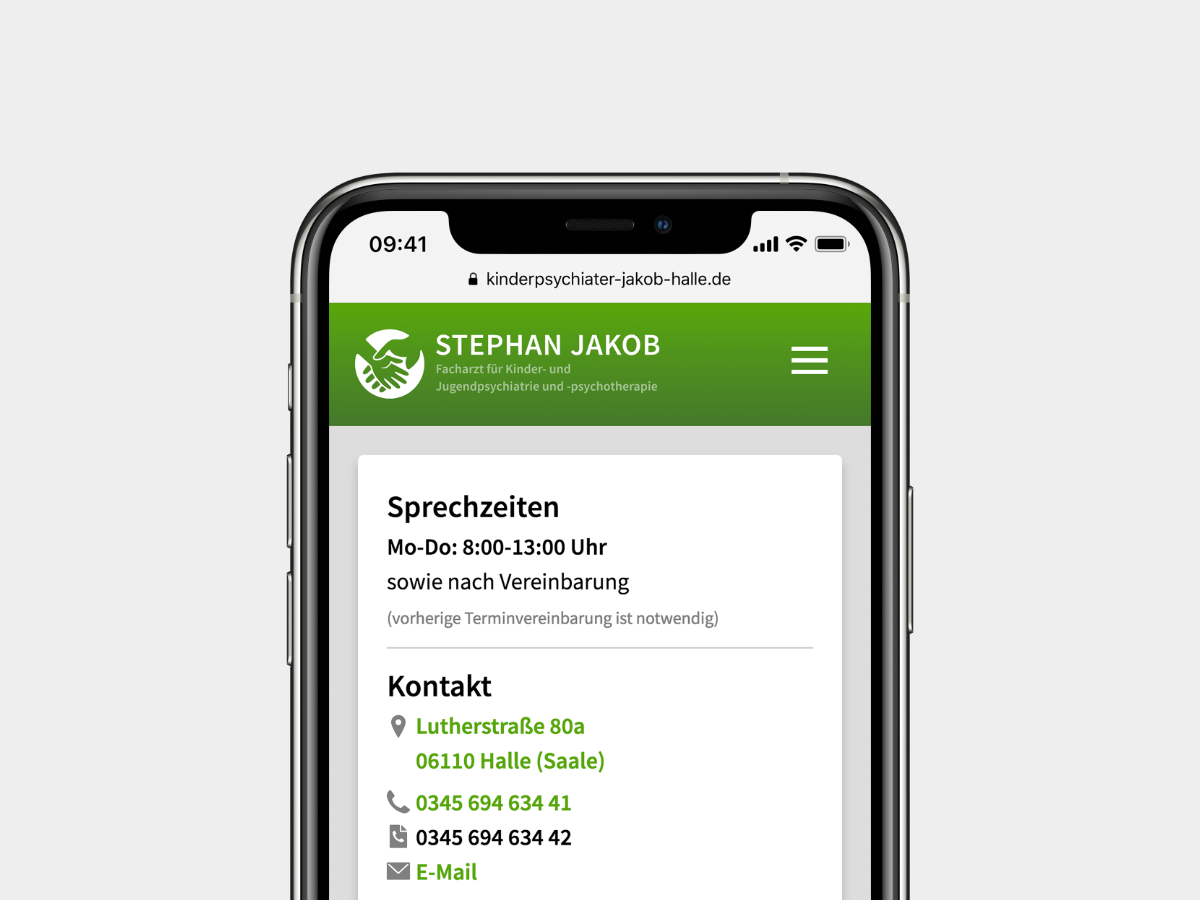 09:41
kinderpsychiater-jakob-halle.de
STEPHAN JAKOB
Facharzt für Kinder- und
Jugendpsychiatrie und -psychotherapie
Sprechzeiten
Mo-Do: 8:00-13:00 Uhr
sowie nach Vereinbarung
(vorherige Terminvereinbarung ist notwendig)
Kontakt
Lutherstraße 80a
06110 Halle (Saale)
0345 694 634 41
0345 694 634 42
E-Mail